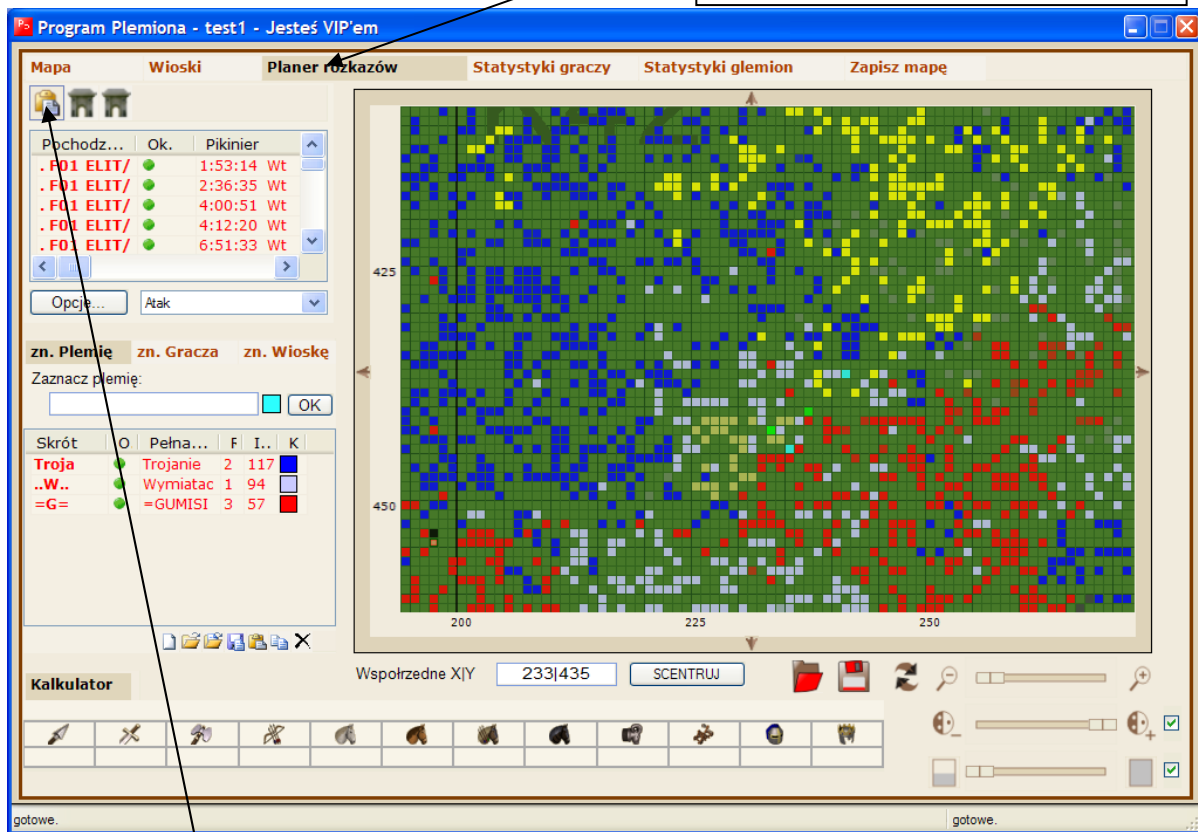 Program Plemiona - test1 - Jesteś VIP'em
Mapa Wioski Planer rozkazów Statystyki graczy Statystyki glemion Zapisz mapę
Pochodz... Ok. Pikinier
. F01 ELIT/ 1:53:14 Wt
. F01 ELIT/ 2:36:35 Wt
. F01 ELIT/ 4:00:51 Wt
. F01 ELIT/ 4:12:20 Wt
. F01 ELIT/ 6:51:33 Wt
Opcje... Atak
zn. Plemię zn. Gracza zn. Wioskę
Zaznacz plemię:
OK
Skrót O Pełna... F I.. K
Troja Trojanie 2 117
..W.. Wymiatac 1 94
=G= =GUMISI 3 57
425
450
200 225 250
Wspołrzedne X|Y 233|435 SCENTRUJ
Kalkulator
gotowe. gotowe.